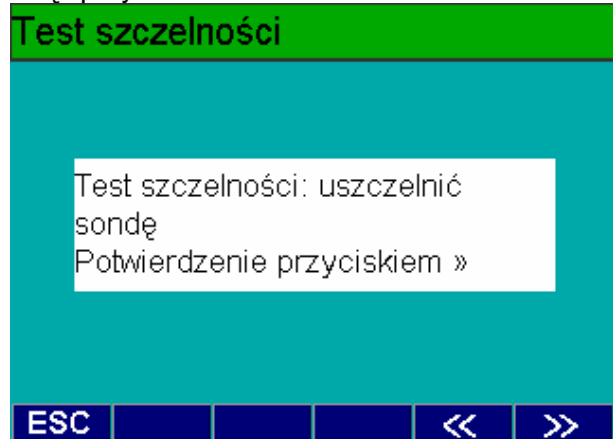 Test szczelności
Test szczelności: uszczelnić
sondę
Potwierdzenie przyciskiem »
ESC << >>